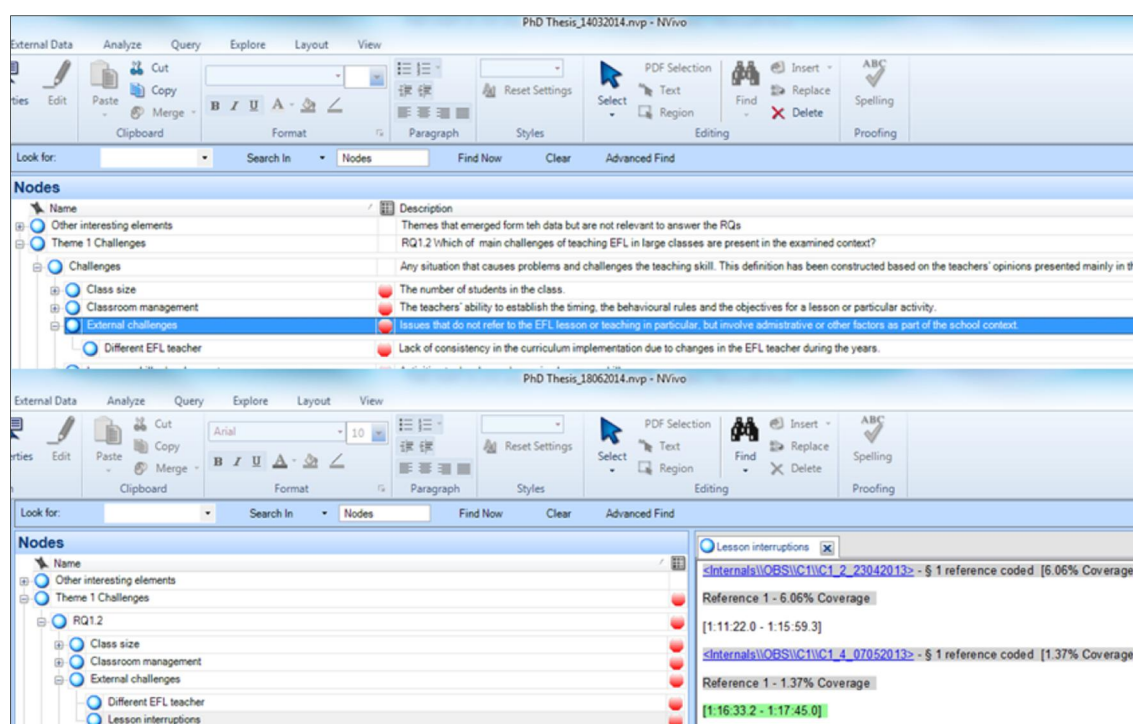 PhD Thesis_14032014.nvp - NVivo
External Data Analyze Query Explore Layout View
Cut
Copy
Merge
ties Edit Paste
B I U A
Reset Settings
Select
PDF Selection
Text
Region
Find
Insert
Replace
Delete
ABC
Spelling
Clipboard Format Paragraph Styles Editing Proofing
Look for: Search In Nodes Find Now Clear Advanced Find
Nodes
Name Description
Other interesting elements Themes that emerged form teh data but are not relevant to answer the RQs
Theme 1 Challenges RQ1.2 Which of main challenges of teaching EFL in large classes are present in the examined context?
Challenges Any situation that causes problems and challenges the teaching skill. This definition has been constructed based on the teachers' opinions presented mainly in th
Class size The number of students in the class.
Classroom management The teachers' ability to establish the timing, the behavioural rules and the objectives for a lesson or particular activity.
External challenges Issues that do not refer to the EFL lesson or teaching in particular, but involve admistrative or other factors as part of the school context.
Different EFL teacher Lack of consistency in the curriculum implementation due to changes in the EFL teacher during the years.
PhD Thesis_18062014.nvp - NVivo
External Data Analyze Query Explore Layout View
Cut
Copy
Merge
rties Edit Paste
Arial 10
B I U A
Reset Settings
Select
PDF Selection
Text
Region
Find
Insert
Replace
Delete
ABC
Spelling
Clipboard Format Paragraph Styles Editing Proofing
Look for: Search In Nodes Find Now Clear Advanced Find
Nodes
Name
Other interesting elements
Theme 1 Challenges
RQ1.2
Class size
Classroom management
External challenges
Different EFL teacher
Lesson interruptions
Lesson interruptions
<Internals\\OBS\\C1\\C1_2_23042013> - § 1 reference coded [6.06% Coverage
Reference 1 - 6.06% Coverage
[1:11:22.0 - 1:15:59.3]
<Internals\\OBS\\C1\\C1_4_07052013> - § 1 reference coded [1.37% Coverage
Reference 1 - 1.37% Coverage
[1:16:33.2 - 1:17:45.0]